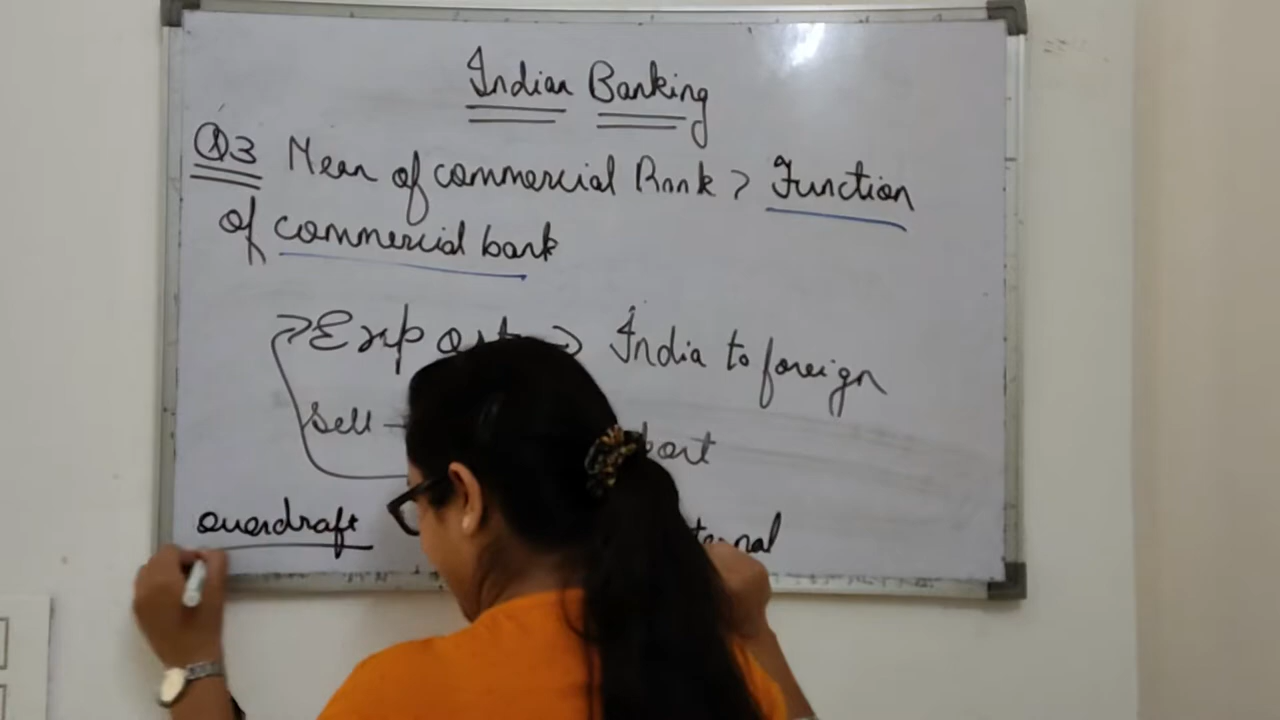 Indian Banking
Q3 Mean of commercial Bank > Function
of commercial bank
Export → India to foreign
Sell
overdraft